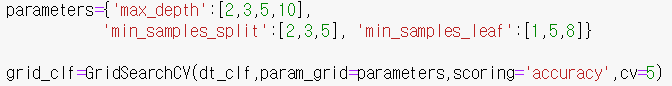 parameters={'max_depth':[2,3,5,10],
'min_samples_split':[2,3,5], 'min_samples_leaf':[1,5,8]}
grid_clf=GridSearchCV(dt_clf,param_grid=parameters,scoring='accuracy',cv=5)